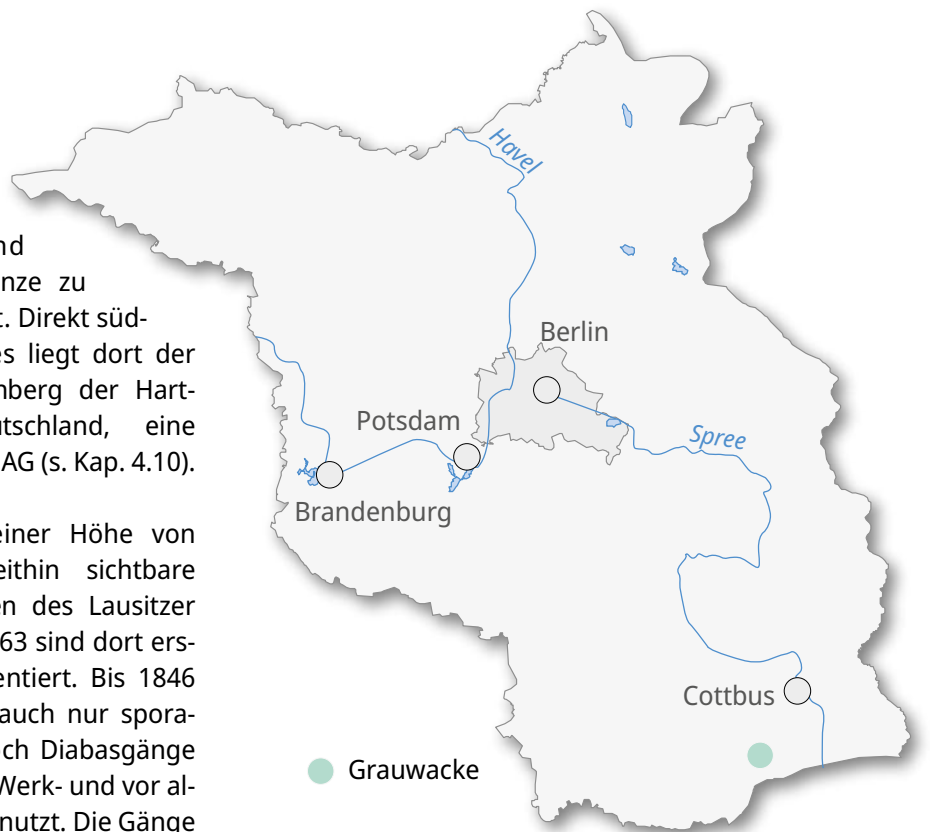 nd
nze zu
t. Direkt süd-
es liegt dort der
nberg der Hart-
utschland, eine
AG (s. Kap. 4.10).
einer Höhe von
eithin sichtbare
en des Lausitzer
63 sind dort ers-
entiert. Bis 1846
auch nur spora-
ch Diabasgänge
Werk- und vor al-
nutzt. Die Gänge
Havel
Berlin
Potsdam
Spree
Brandenburg
Cottbus
Grauwacke